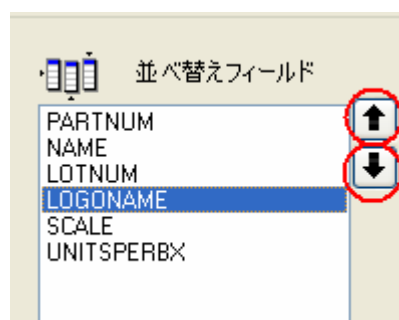 並べ替えフィールド
PARTNUM
NAME
LOTNUM
LOGONAME
SCALE
UNITSPERBX